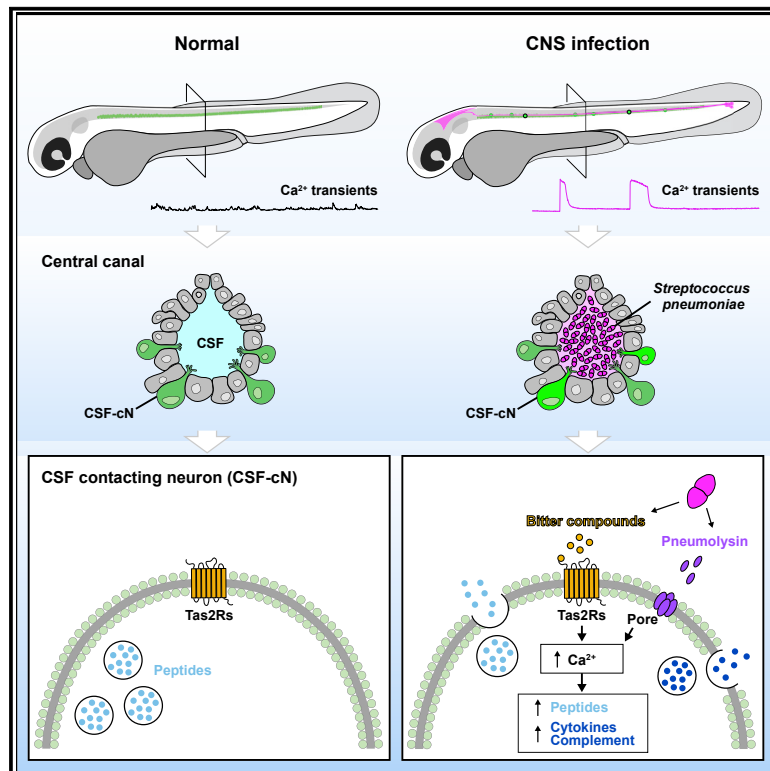 Normal
CNS infection
Ca²⁺ transients
Ca²⁺ transients
Central canal
CSF
CSF-cN
Streptococcus
pneumoniae
CSF-cN
CSF contacting neuron (CSF-cN)
Tas2Rs
Peptides
Bitter compounds
Pneumolysin
Tas2Rs
Pore
↑ Ca²⁺
↑ Peptides
↑ Cytokines
Complement